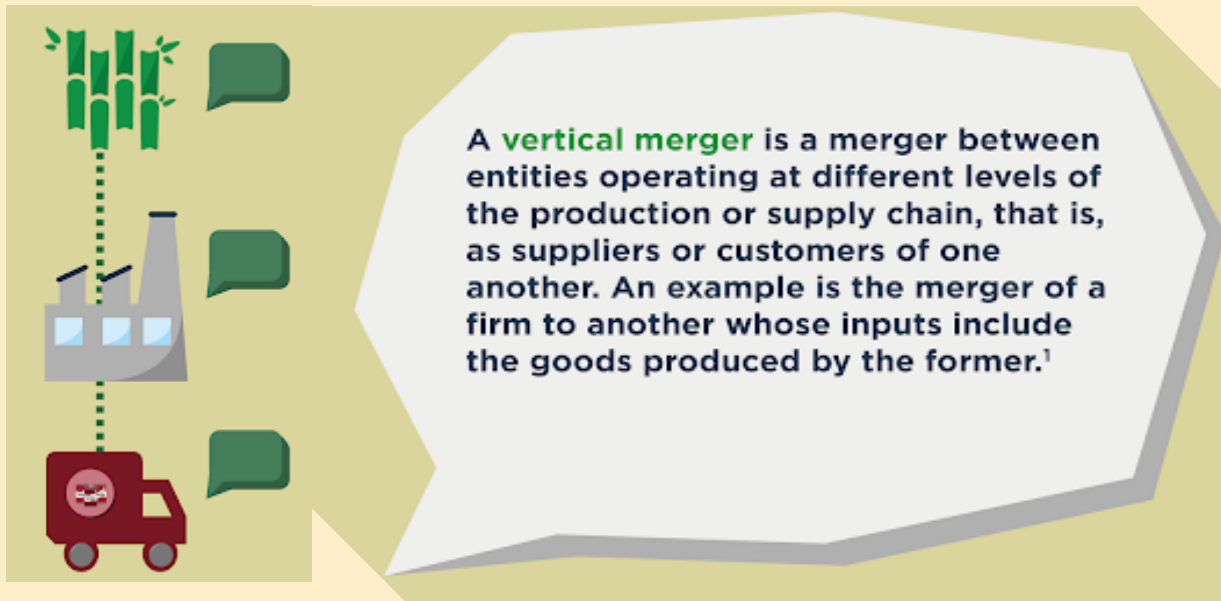 A vertical merger is a merger between
entities operating at different levels of
the production or supply chain, that is,
as suppliers or customers of one
another. An example is the merger of a
firm to another whose inputs include
the goods produced by the former.¹